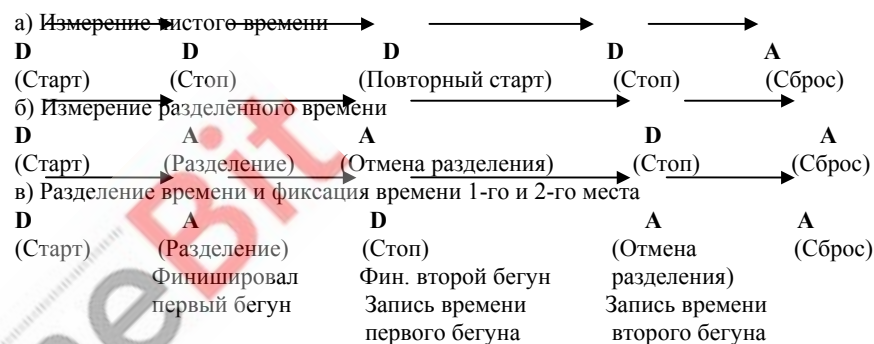 а) Измерение чистого времени
D D D D A
(Старт) (Стоп) (Повторный старт) (Стоп) (Сброс)
б) Измерение разделенного времени
D A A D A
(Старт) (Разделение) (Отмена разделения) (Стоп) (Сброс)
в) Разделение времени и фиксация времени 1-го и 2-го места
D A D A A
(Старт) (Разделение) (Стоп) (Отмена (Сброс)
Финишировал Фин. второй бегун разделения)
первый бегун Запись времени Запись времени
первого бегуна второго бегуна